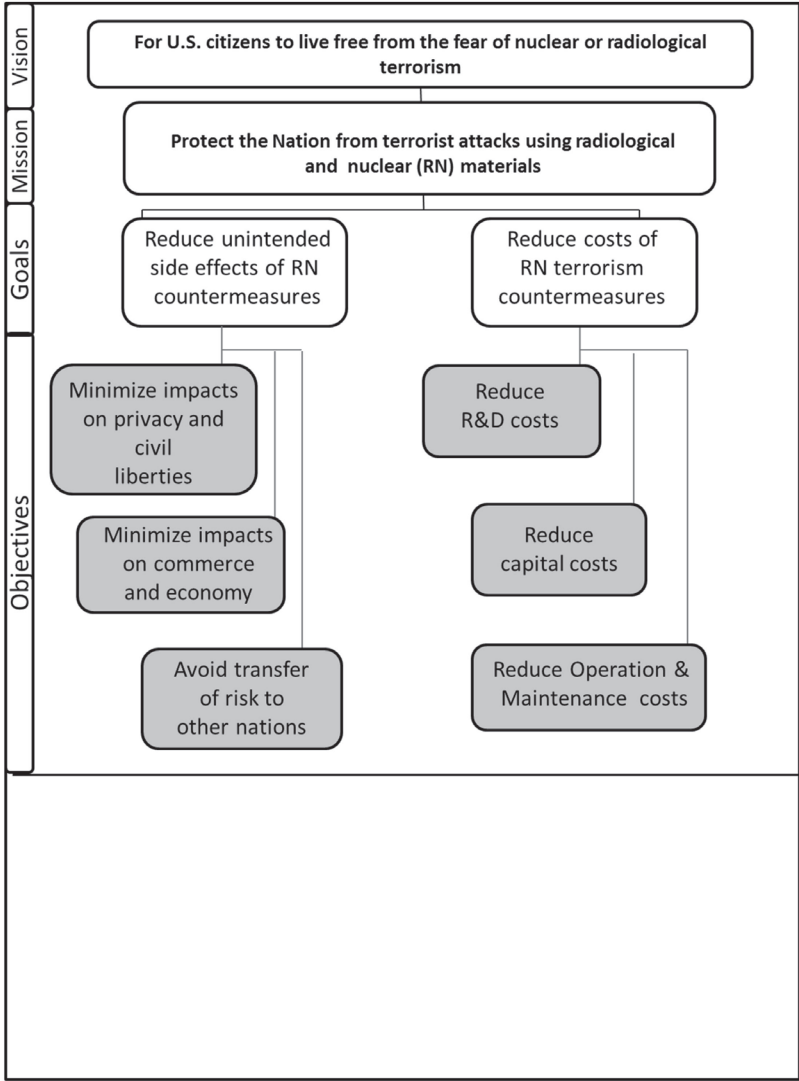 Vision
For U.S. citizens to live free from the fear of nuclear or radiological
terrorism
Mission
Protect the Nation from terrorist attacks using radiological
and nuclear (RN) materials
Goals
Reduce unintended
side effects of RN
countermeasures
Reduce costs of
RN terrorism
countermeasures
Objectives
Minimize impacts
on privacy and
civil
liberties
Minimize impacts
on commerce
and economy
Avoid transfer
of risk to
other nations
Reduce
R&D costs
Reduce
capital costs
Reduce Operation &
Maintenance costs